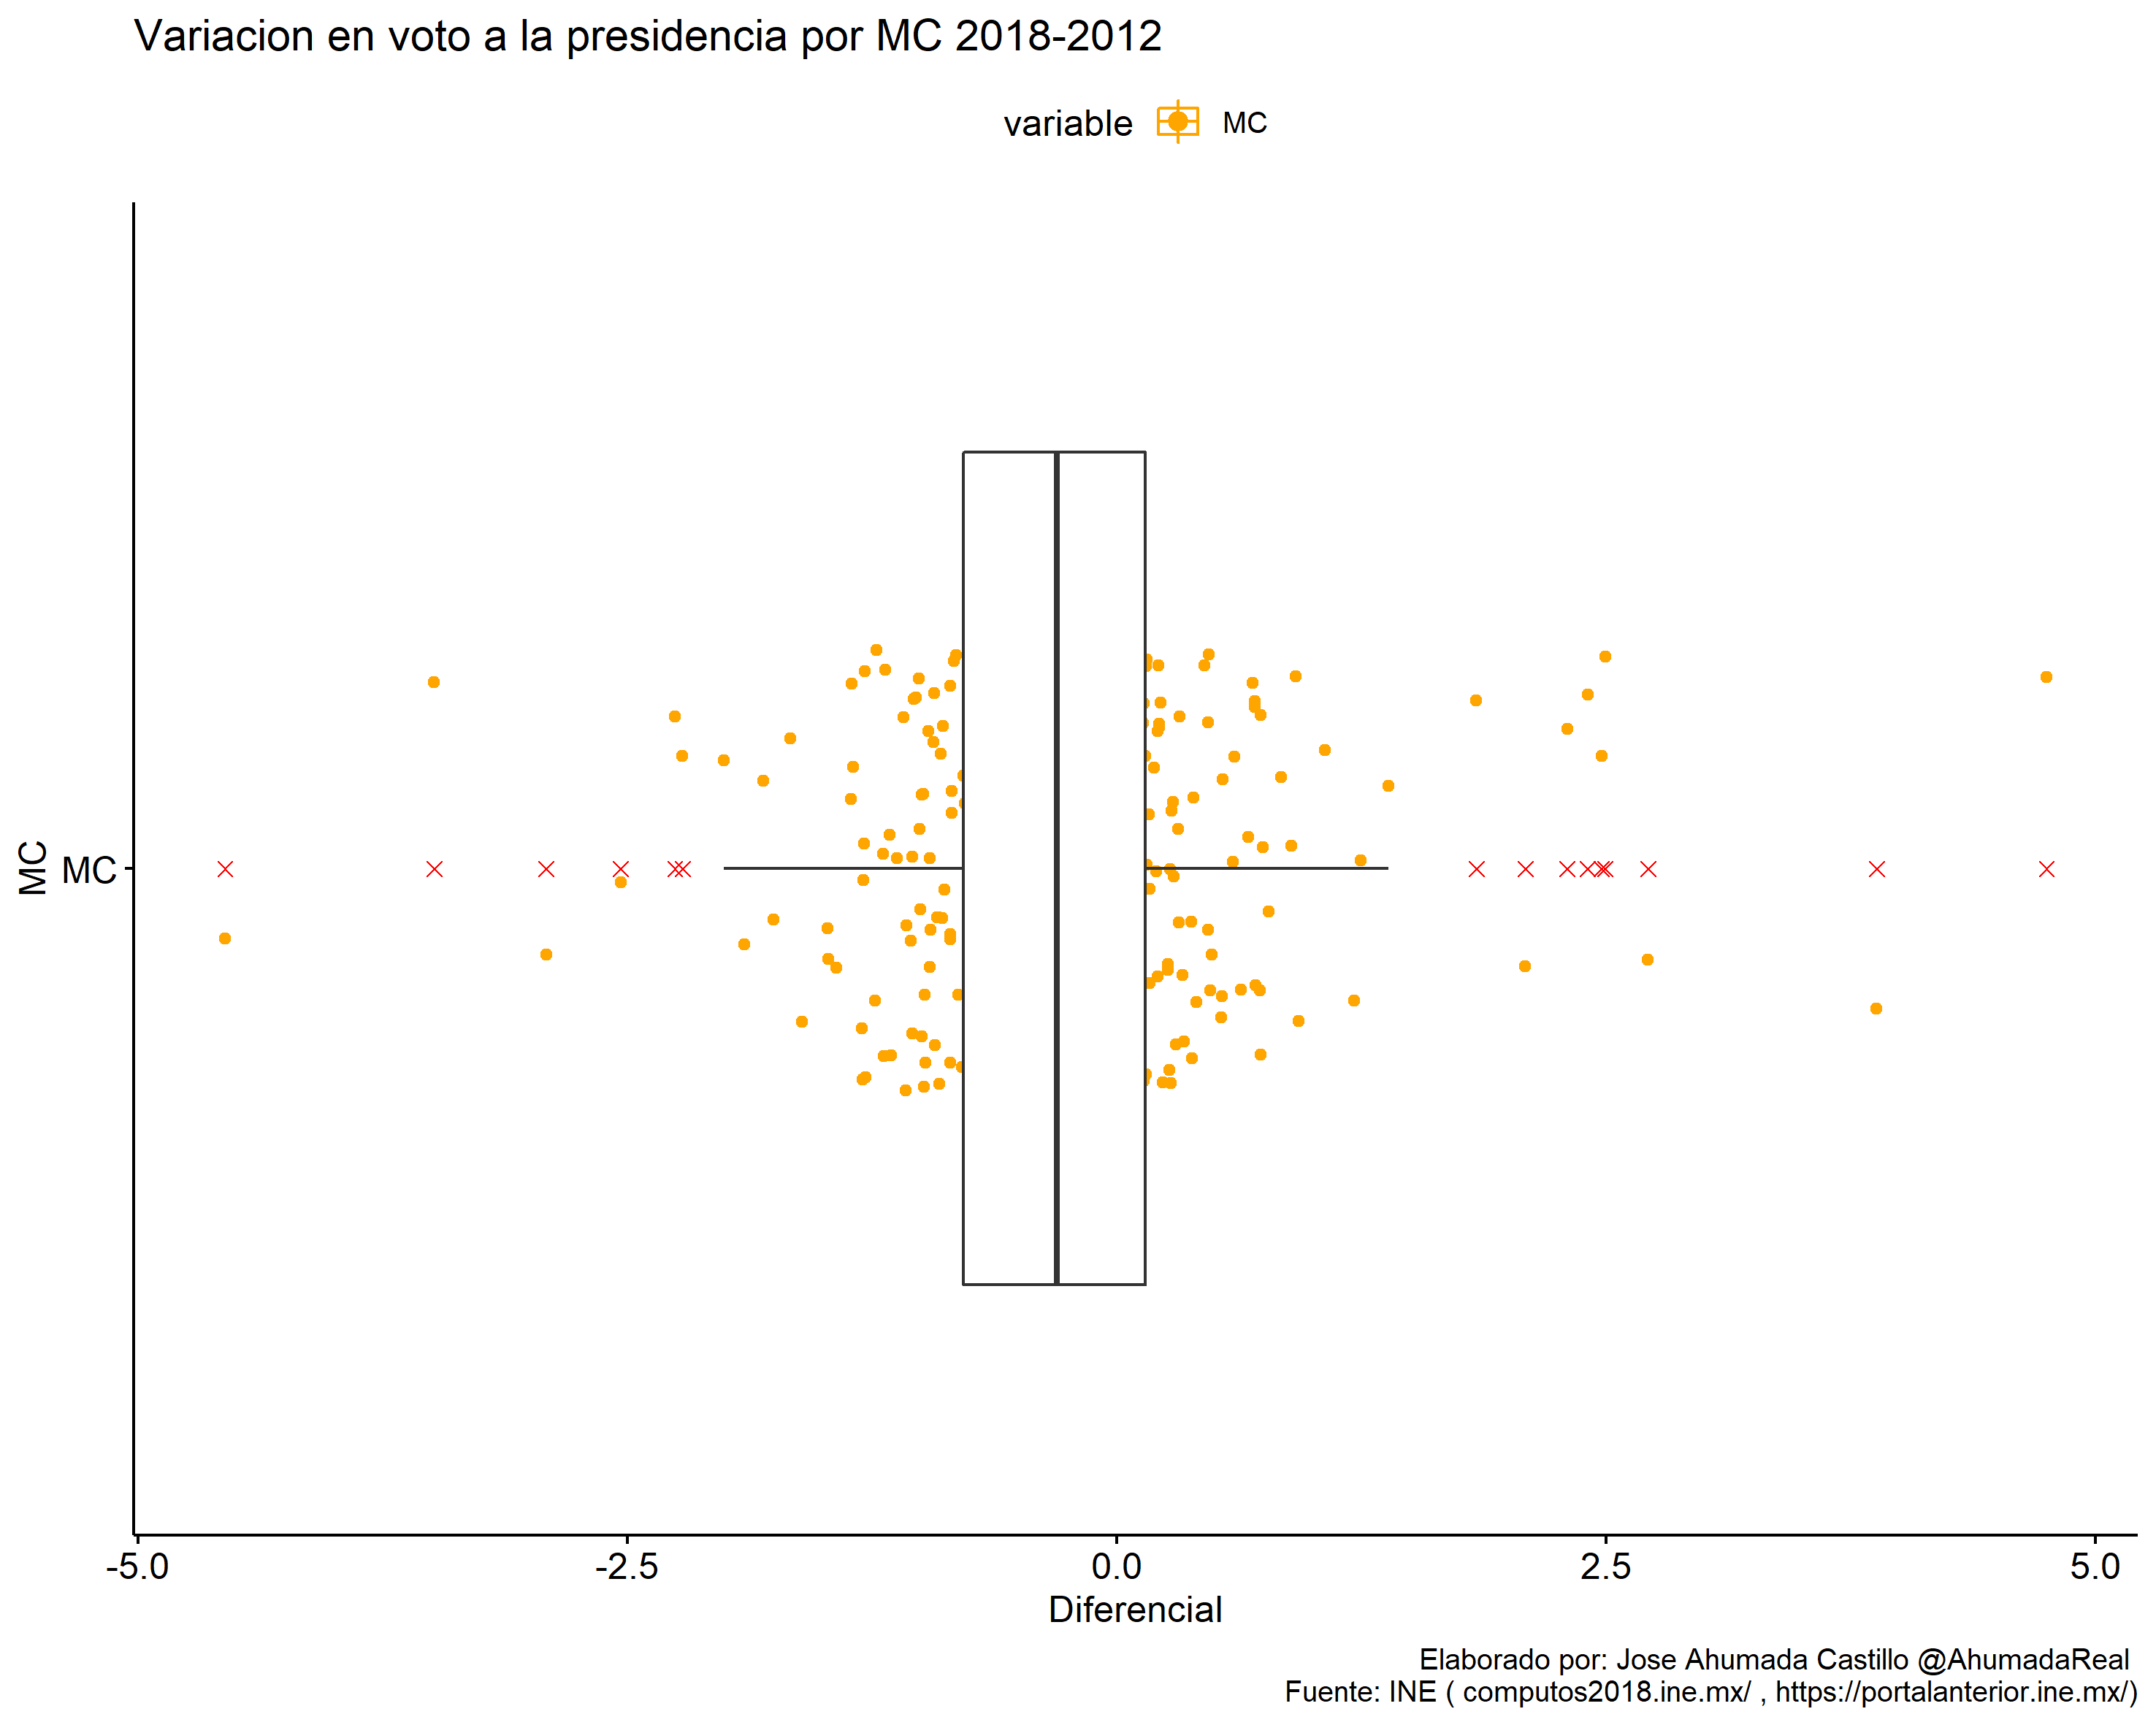 Variacion en voto a la presidencia por MC 2018-2012
variable MC
MC
MC
-5.0 -2.5 0.0 2.5 5.0
Diferencial
Elaborado por: Jose Ahumada Castillo @AhumadaReal
Fuente: INE ( computos2018.ine.mx/ , https://portalanterior.ine.mx/)